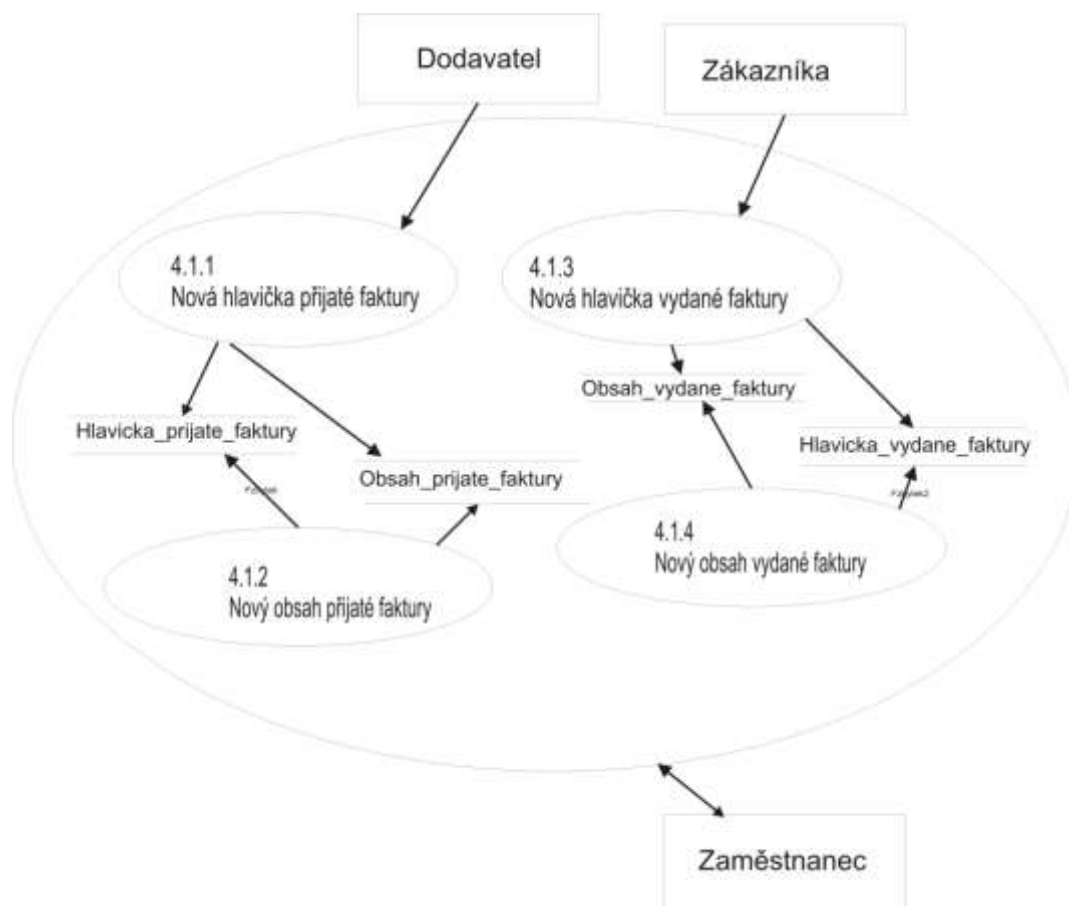 Dodavatel
Zákazníka
4.1.1
Nová hlavička přijaté faktury
4.1.3
Nová hlavička vydané faktury
Obsah_vydane_faktury
Hlavicka_prijate_faktury
Hlavicka_vydane_faktury
Obsah_prijate_faktury
4.1.4
Nový obsah vydané faktury
4.1.2
Nový obsah přijaté faktury
Zaměstnanec